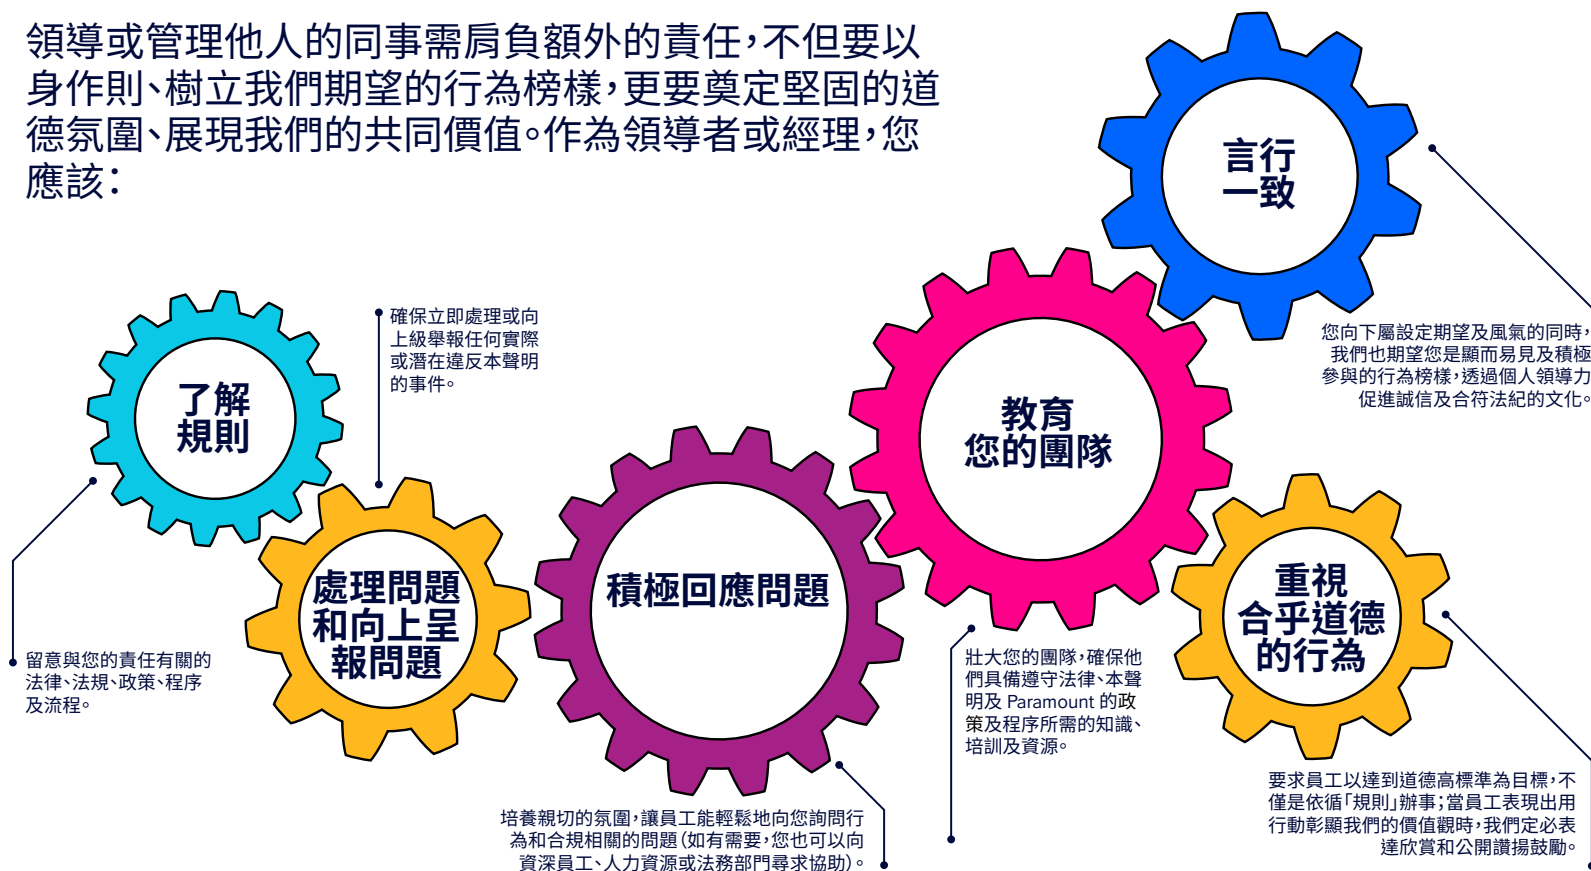 領導或管理他人的同事需肩負額外的責任，不但要以
身作則、樹立我們期望的行為榜樣，更要奠定堅固的道
德氛圍、展現我們的共同價值。作為領導者或經理，您
應該：
了解
規則
留意與您的責任有關的
法律、法規、政策、程序
及流程。
確保立即處理或向
上級舉報任何實際
或潛在違反本聲明
的事件。
處理問題
和向上呈
報問題
積極回應問題
培養親切的氛圍，讓員工能輕鬆地向您詢問行
為和合規相關的問題（如有需要，您也可以向
資深員工、人力資源或法務部門尋求協助）。
教育
您的團隊
壯大您的團隊，確保他
們具備遵守法律、本聲
明及 Paramount 的政
策及程序所需的知識、
培訓及資源。
言行
一致
您向下屬設定期望及風氣的同時，
我們也期望您是顯而易見及積極
參與的行為榜樣，透過個人領導力
促進誠信及合符法紀的文化。
重視
合乎道德
的行為
要求員工以達到道德高標準為目標，不
僅是依循「規則」辦事；當員工表現出用
行動彰顯我們的價值觀時，我們定必表
達欣賞和公開讚揚鼓勵。